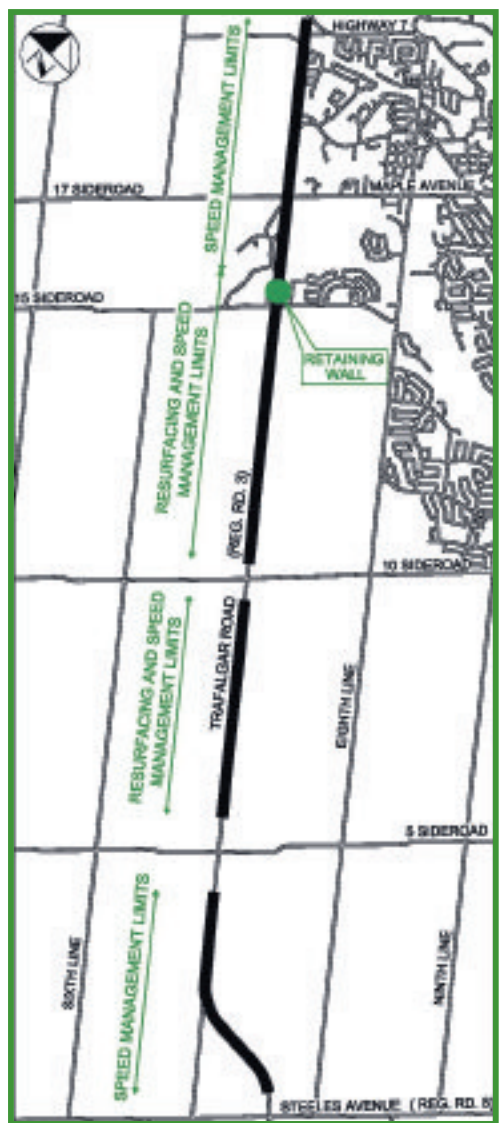 HIGHWAY 7
SPEED MANAGEMENT LIMITS
17 SIDEROAD
MAPLE AVENUE
15 SIDEROAD
RETAINING
WALL
RESURFACING AND SPEED
MANAGEMENT LIMITS
(REG. RD. 3)
10 SIDEROAD
TRAFALGAR ROAD
RESURFACING AND SPEED
MANAGEMENT LIMITS
EIGHTH LINE
5 SIDEROAD
SPEED MANAGEMENT LIMITS
SIXTH LINE
NINTH LINE
STEELES AVENUE ( REG. RD. 8)